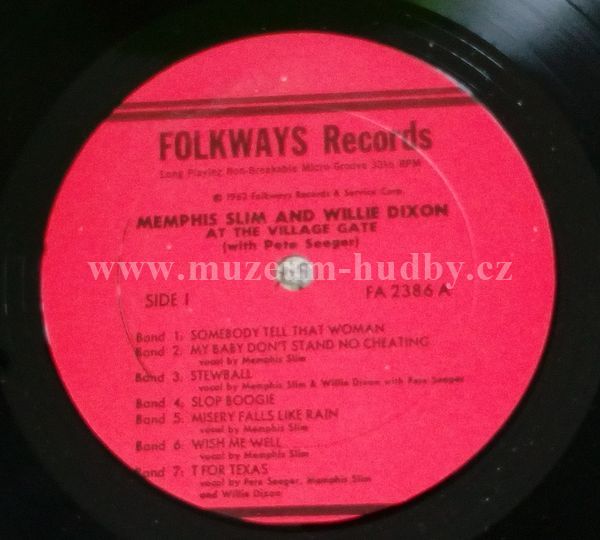 FOLKWAYS Records
Long Playing Non-Breakable Micro-Groove 33⅓ RPM
© 1962 Folkways Records & Service Corp.
MEMPHIS SLIM AND WILLIE DIXON
AT THE VILLAGE GATE
(with Pete Seeger)
www.muzeum-hudby.cz
SIDE I FA 2386 A
Band 1: SOMEBODY TELL THAT WOMAN
Band 2: MY BABY DON'T STAND NO CHEATING
vocal by Memphis Slim
Band 3: STEWBALL
vocal by Memphis Slim & Willie Dixon with Pete Seeger
Band 4: SLOP BOOGIE
Band 5: MISERY FALLS LIKE RAIN
vocal by Memphis Slim
Band 6: WISH ME WELL
vocal by Memphis Slim
Band 7: T FOR TEXAS
vocal by Pete Seeger, Memphis Slim
and Willie Dixon